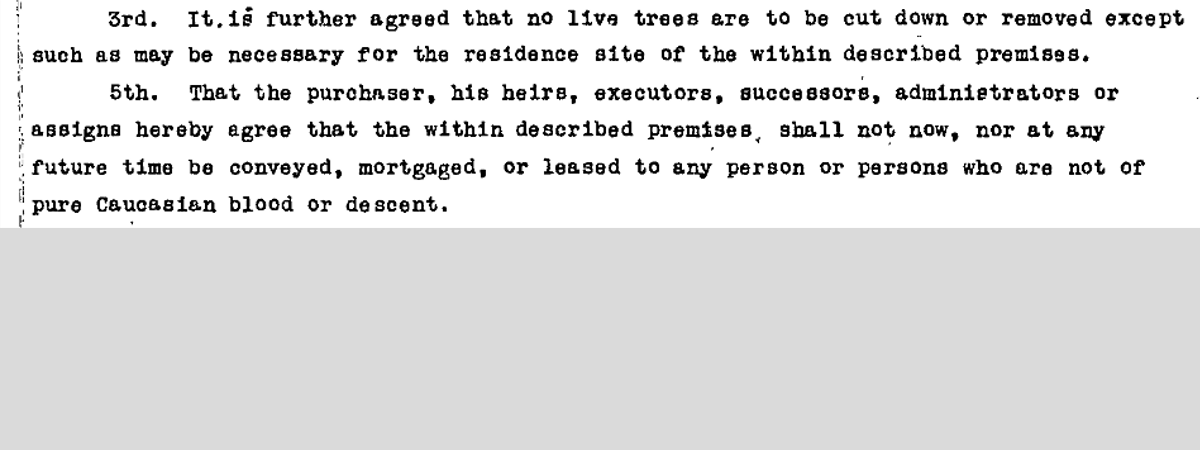 3rd. It is further agreed that no live trees are to be cut down or removed except
such as may be necessary for the residence site of the within described premises.
5th. That the purchaser, his heirs, executors, successors, administrators or
assigns hereby agree that the within described premises, shall not now, nor at any
future time be conveyed, mortgaged, or leased to any person or persons who are not of
pure Caucasian blood or descent.